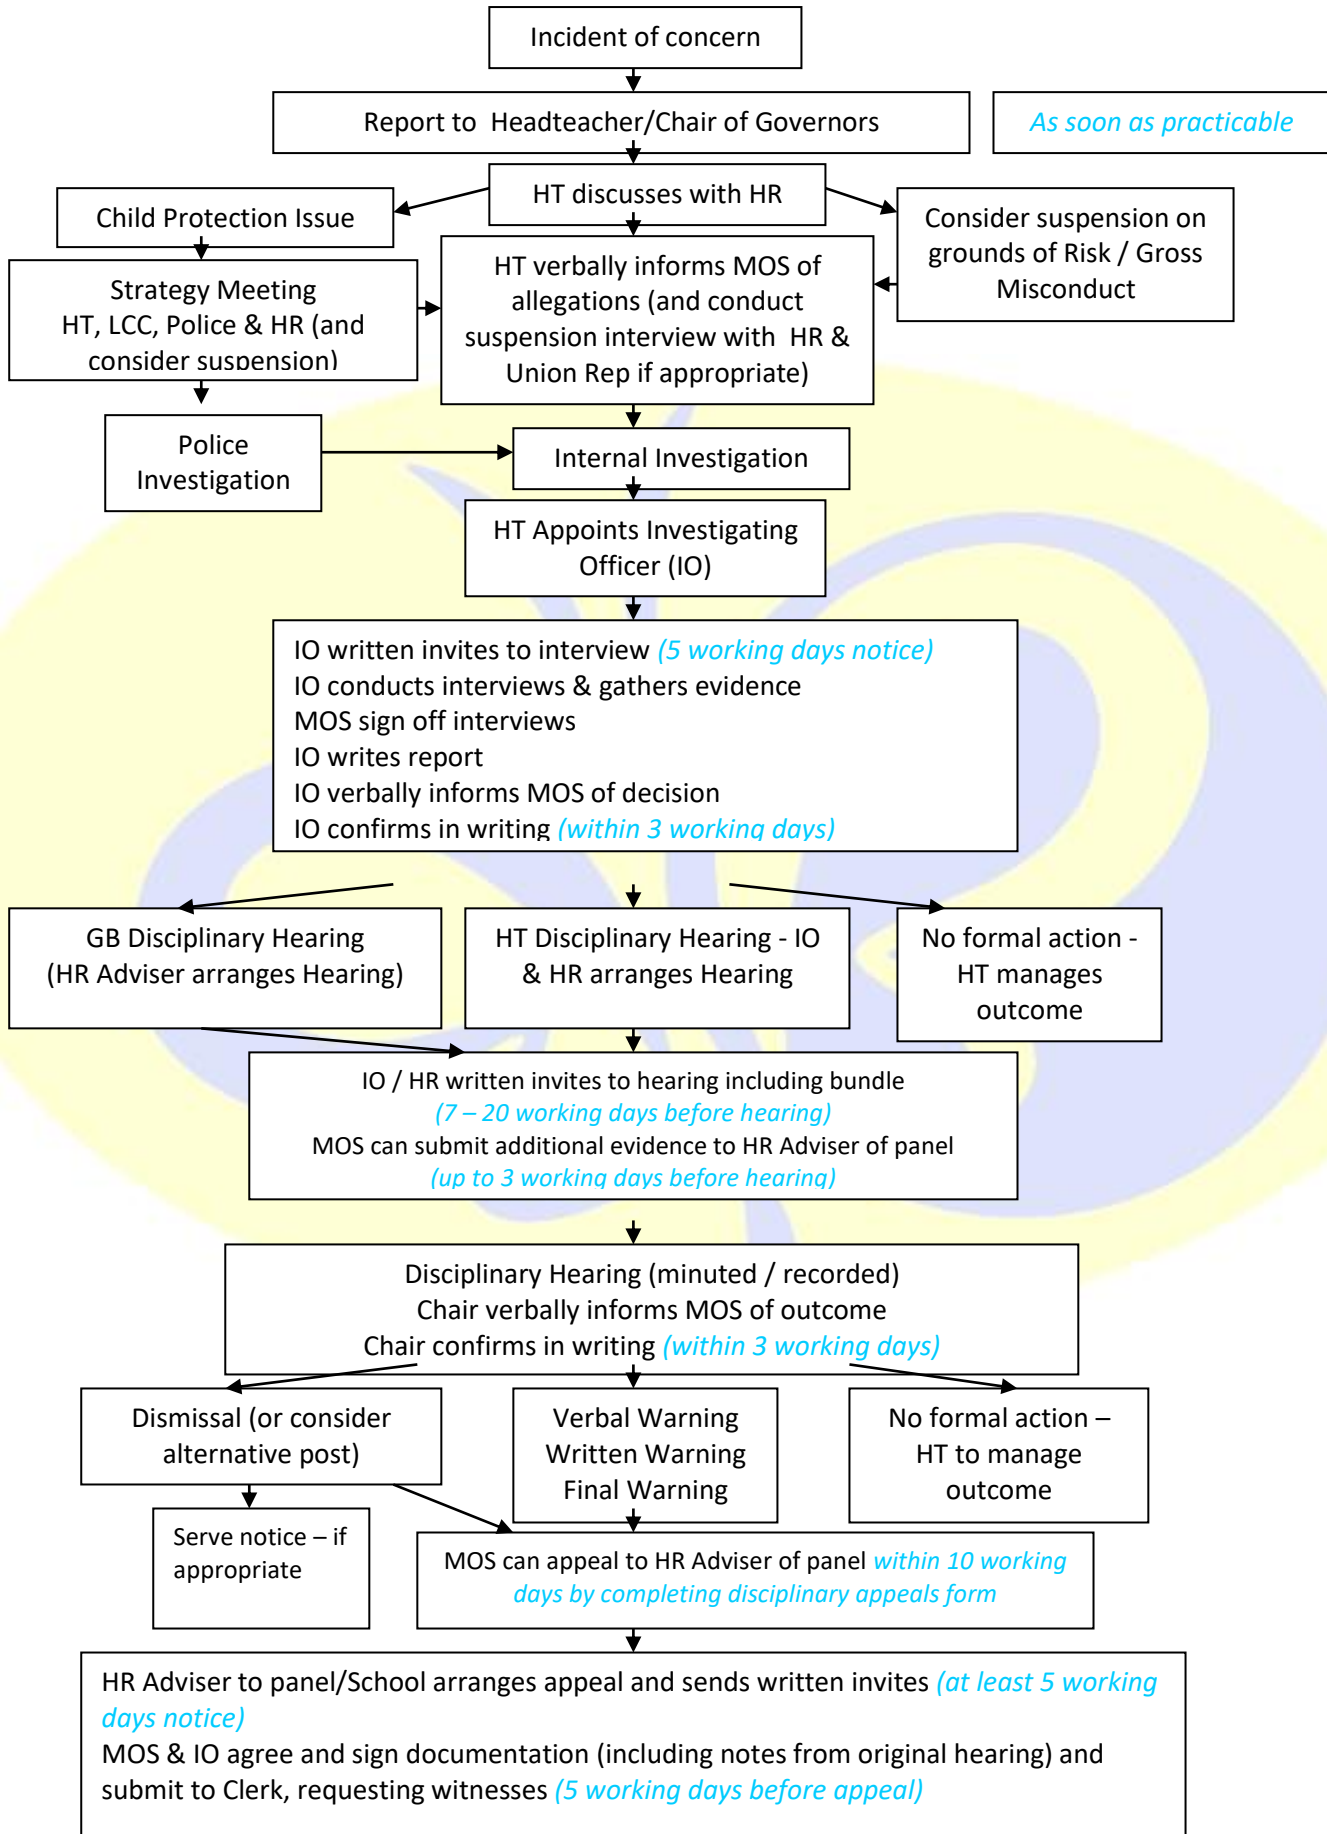 Incident of concern
Report to  Headteacher/Chair of Governors
As soon as practicable
HT discusses with HR
Child Protection Issue
Consider suspension on
grounds of Risk / Gross
Misconduct
Strategy Meeting
HT, LCC, Police & HR (and
consider suspension)
HT verbally informs MOS of
allegations (and conduct
suspension interview with  HR &
Union Rep if appropriate)
Police
Investigation
Internal Investigation
HT Appoints Investigating
Officer (IO)
IO written invites to interview (5 working days notice)
IO conducts interviews & gathers evidence
MOS sign off interviews
IO writes report
IO verbally informs MOS of decision
IO confirms in writing (within 3 working days)
GB Disciplinary Hearing
(HR Adviser arranges Hearing)
HT Disciplinary Hearing - IO
& HR arranges Hearing
No formal action -
HT manages
outcome
IO / HR written invites to hearing including bundle
(7 – 20 working days before hearing)
MOS can submit additional evidence to HR Adviser of panel
(up to 3 working days before hearing)
Disciplinary Hearing (minuted / recorded)
Chair verbally informs MOS of outcome
Chair confirms in writing (within 3 working days)
Dismissal (or consider
alternative post)
Verbal Warning
Written Warning
Final Warning
No formal action –
HT to manage
outcome
Serve notice – if
appropriate
MOS can appeal to HR Adviser of panel within 10 working
days by completing disciplinary appeals form
HR Adviser to panel/School arranges appeal and sends written invites (at least 5 working
days notice)
MOS & IO agree and sign documentation (including notes from original hearing) and
submit to Clerk, requesting witnesses (5 working days before appeal)